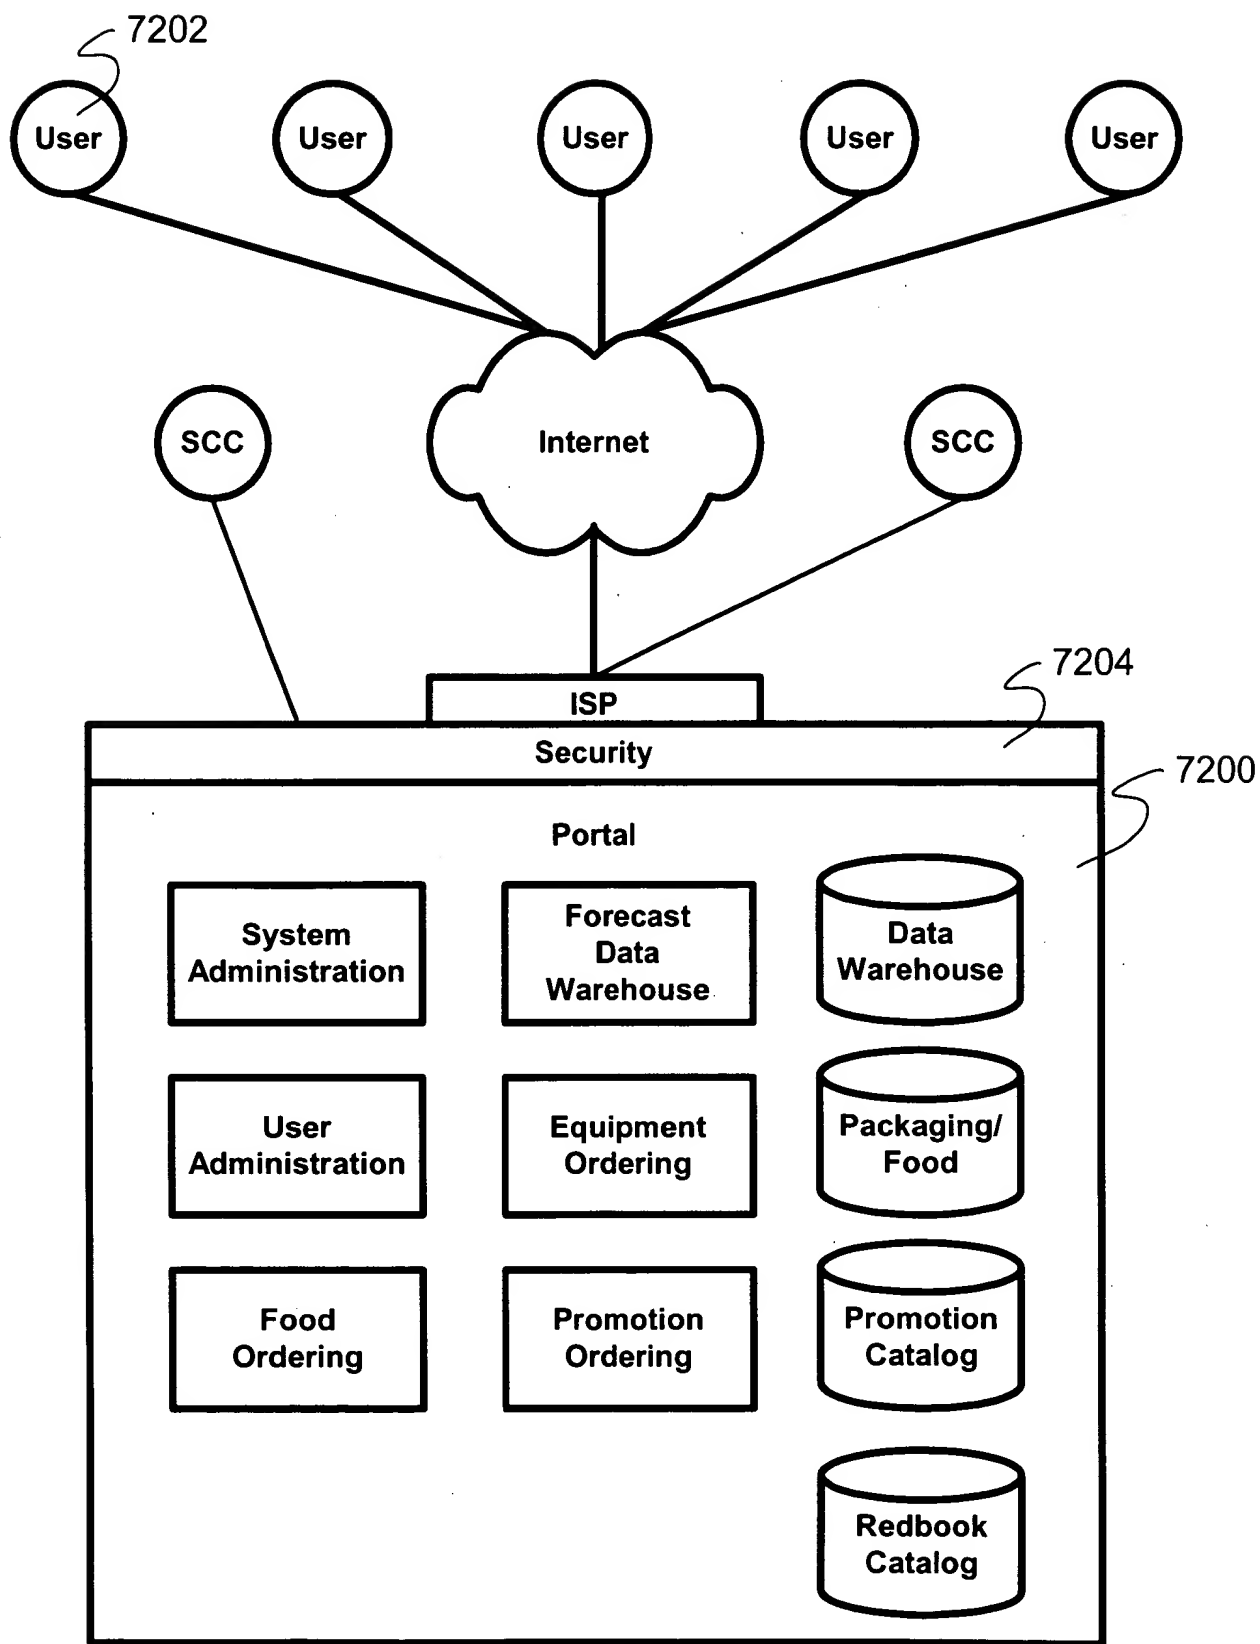 7202
User
User
User
User
User
SCC
Internet
SCC
7204
ISP
Security
7200
Portal
System
Administration
Forecast
Data
Warehouse
Data
Warehouse
User
Administration
Equipment
Ordering
Packaging/
Food
Food
Ordering
Promotion
Ordering
Promotion
Catalog
Redbook
Catalog